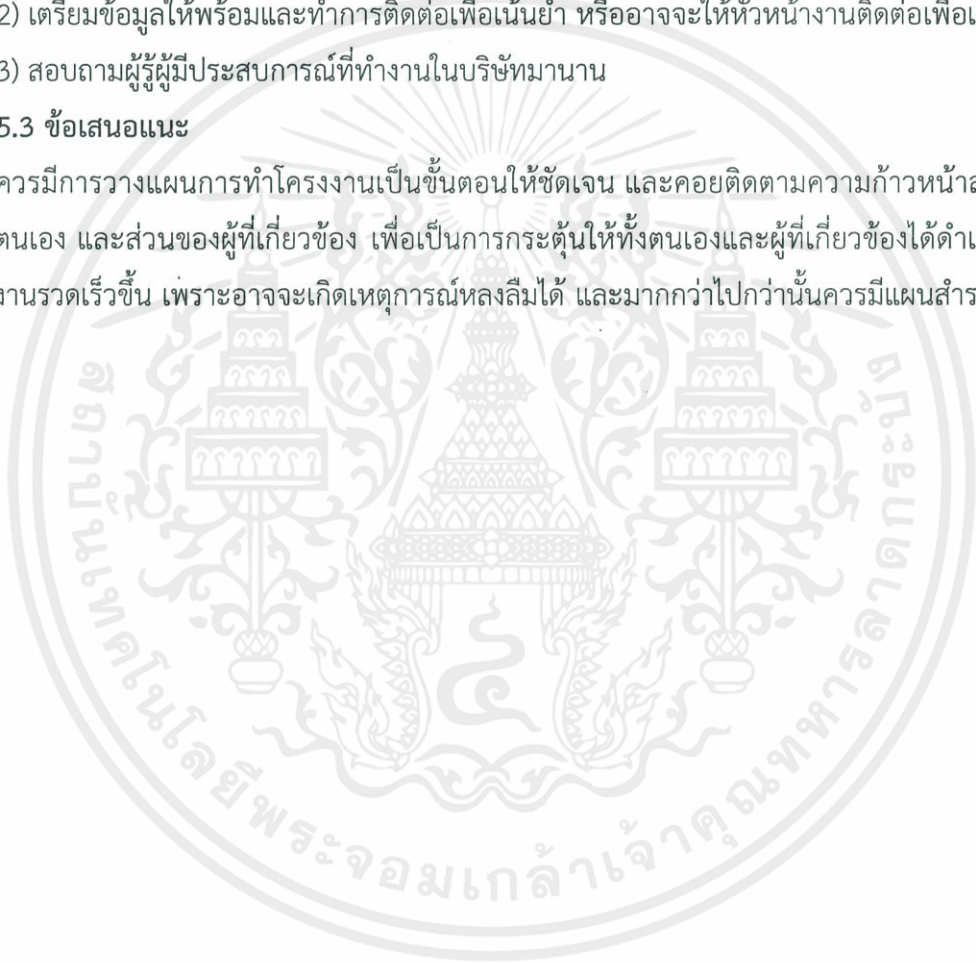 2) เตรียมข้อมูลให้พร้อมและทำการติดต่อเพื่อเน้นย้ำ หรืออาจจะให้หัวหน้างานติดต่อเพื่อเ
3) สอบถามผู้รู้ผู้มีประสบการณ์ที่ทำงานในบริษัทมานาน
5.3 ข้อเสนอแนะ
ควรมีการวางแผนการทำโครงงานเป็นขั้นตอนให้ชัดเจน และคอยติดตามความก้าวหน้าส
ตนเอง และส่วนของผู้ที่เกี่ยวข้อง เพื่อเป็นการกระตุ้นให้ทั้งตนเองและผู้ที่เกี่ยวข้องได้ดำเ
งานรวดเร็วขึ้น เพราะอาจจะเกิดเหตุการณ์หลงลืมได้ และมากกว่าไปกว่านั้นควรมีแผนสำร
สถาบันเทคโนโลยีพระจอมเกล้าเจ้าคุณทหารลาดกระบัง